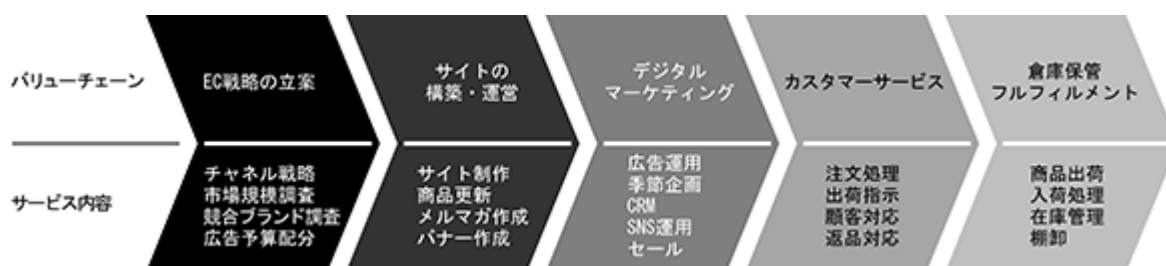 バリューチェーン
EC戦略の立案
サイトの
構築・運営
デジタル
マーケティング
カスタマーサービス
倉庫保管
フルフィルメント
サービス内容
チャネル戦略
市場規模調査
競合ブランド調査
広告予算配分
サイト制作
商品更新
メルマガ作成
バナー作成
広告運用
季節企画
CRM
SNS運用
セール
注文処理
出荷指示
顧客対応
返品対応
商品出荷
入荷処理
在庫管理
棚卸